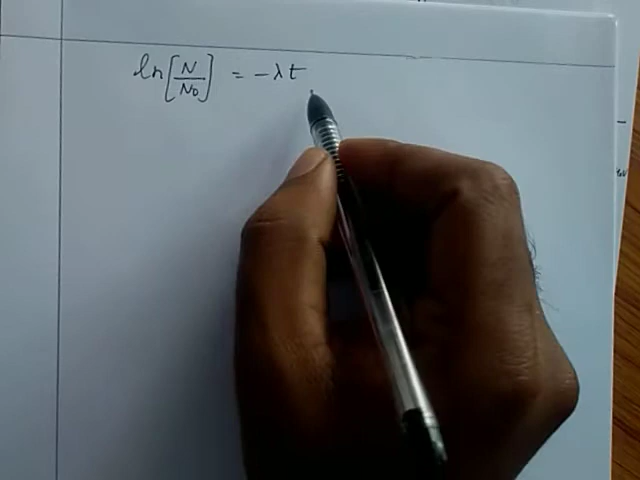 ln[N/N₀] = -λt